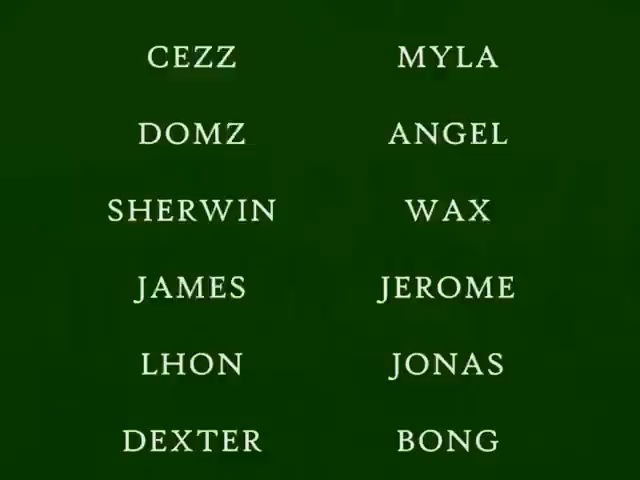 CEZZ MYLA
DOMZ ANGEL
SHERWIN WAX
JAMES JEROME
LHON JONAS
DEXTER BONG